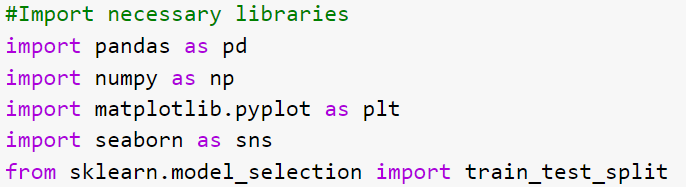 #Import necessary libraries
import pandas as pd
import numpy as np
import matplotlib.pyplot as plt
import seaborn as sns
from sklearn.model_selection import train_test_split